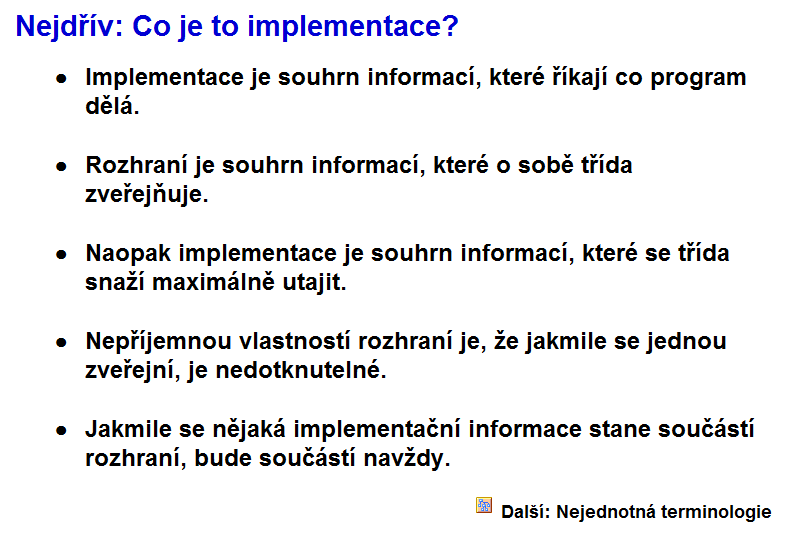 Nejdřív: Co je to implementace?
● Implementace je souhrn informací, které říkají co program
dělá.
● Rozhraní je souhrn informací, které o sobě třída
zveřejňuje.
● Naopak implementace je souhrn informací, které se třída
snaží maximálně utajit.
● Nepříjemnou vlastností rozhraní je, že jakmile se jednou
zveřejní, je nedotknutelné.
● Jakmile se nějaká implementační informace stane součástí
rozhraní, bude součástí navždy.
Další: Nejednotná terminologie